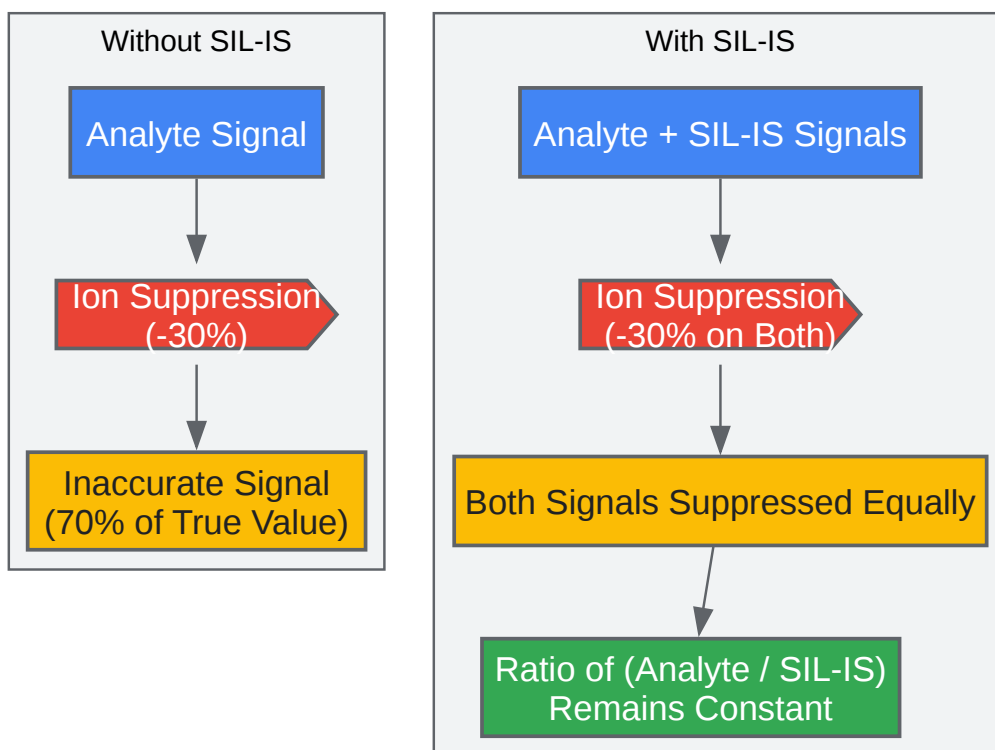 Without SIL-IS
Analyte Signal
Ion Suppression
(-30%)
Inaccurate Signal
(70% of True Value)
With SIL-IS
Analyte + SIL-IS Signals
Ion Suppression
(-30% on Both)
Both Signals Suppressed Equally
Ratio of (Analyte / SIL-IS)
Remains Constant